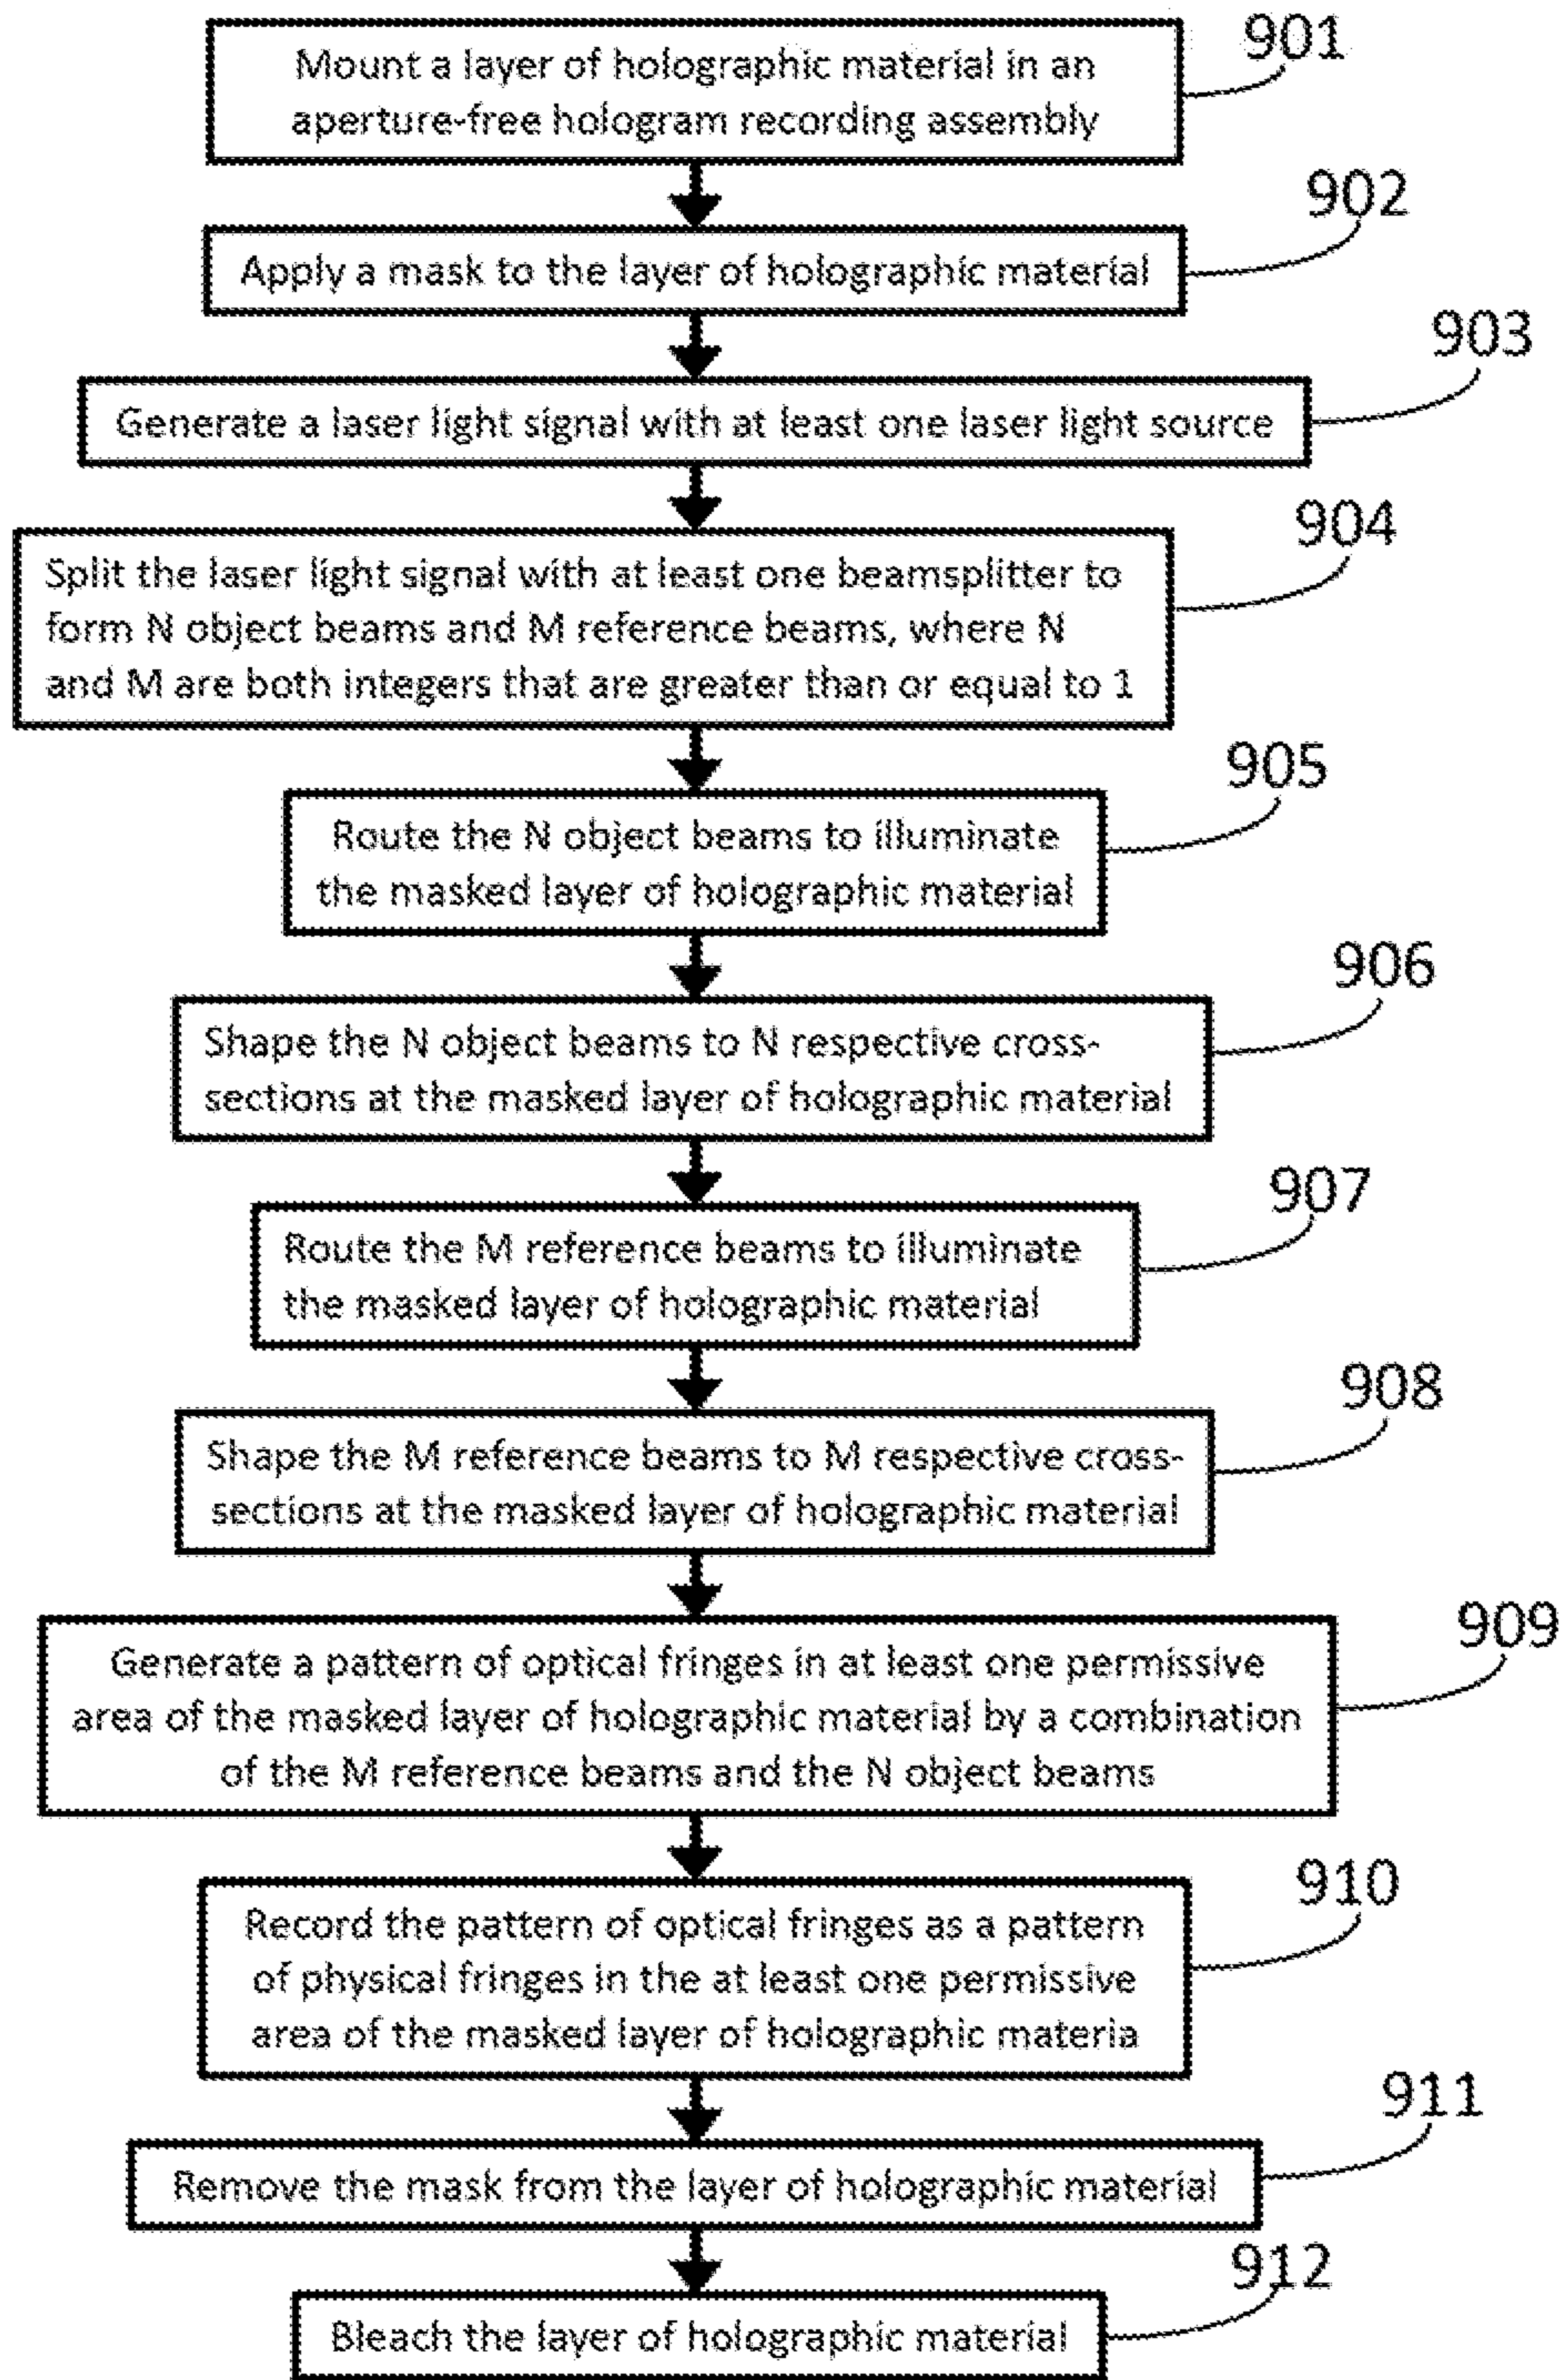 901
Mount a layer of holographic material in an
aperture-free hologram recording assembly
902
Apply a mask to the layer of holographic material
903
Generate a laser light signal with at least one laser light source
904
Split the laser light signal with at least one beamsplitter to
form N object beams and M reference beams, where N
and M are both integers that are greater than or equal to 1
905
Route the N object beams to illuminate
the masked layer of holographic material
906
Shape the N object beams to N respective cross-
sections at the masked layer of holographic material
907
Route the M reference beams to illuminate
the masked layer of holographic material
908
Shape the M reference beams to M respective cross-
sections at the masked layer of holographic material
909
Generate a pattern of optical fringes in at least one permissive
area of the masked layer of holographic material by a combination
of the M reference beams and the N object beams
910
Record the pattern of optical fringes as a pattern
of physical fringes in the at least one permissive
area of the masked layer of holographic materia
911
Remove the mask from the layer of holographic material
912
Bleach the layer of holographic material